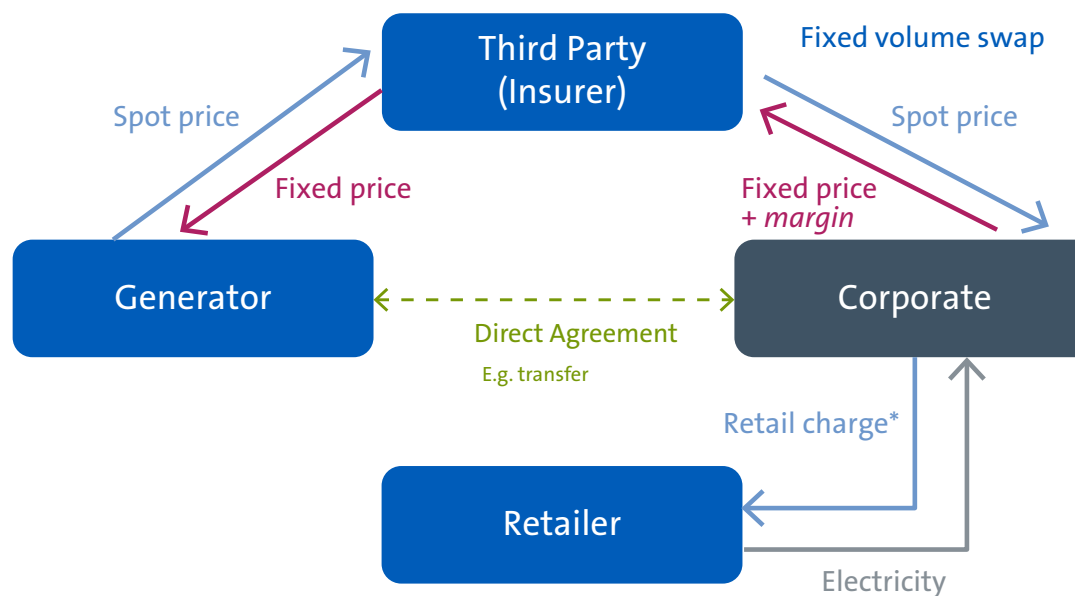 Third Party
(Insurer)
Fixed volume swap
Spot price
Spot price
Fixed price
Fixed price
+ margin
Generator
Corporate
Direct Agreement
E.g. transfer
Retail charge*
Retailer
Electricity